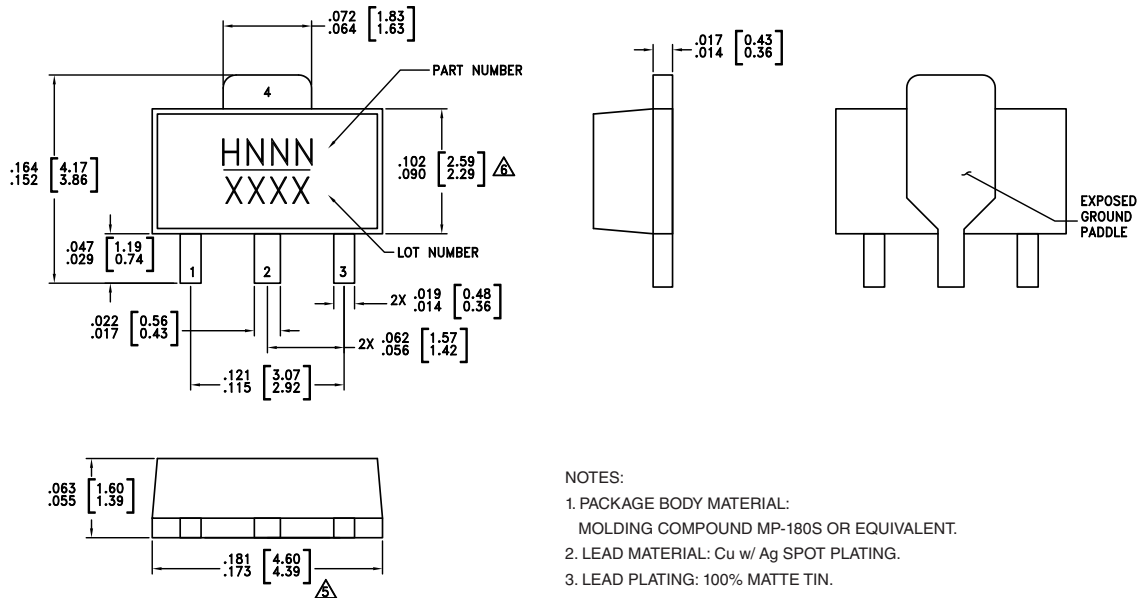 .072 [1.83]
.064 [1.63]
PART NUMBER
4
HNNN
XXXX
.164 [4.17]
.152 [3.86]
.102 [2.59]
.090 [2.29] 6
.047 [1.19]
.029 [0.74]
LOT NUMBER
1 2 3
2X .019 [0.48]
.014 [0.36]
.022 [0.56]
.017 [0.43]
2X .062 [1.57]
.056 [1.42]
.121 [3.07]
.115 [2.92]
.017 [0.43]
.014 [0.36]
EXPOSED
GROUND
PADDLE
.063 [1.60]
.055 [1.39]
.181 [4.60]
.173 [4.39]
5
NOTES:
1. PACKAGE BODY MATERIAL:
MOLDING COMPOUND MP-180S OR EQUIVALENT.
2. LEAD MATERIAL: Cu w/ Ag SPOT PLATING.
3. LEAD PLATING: 100% MATTE TIN.